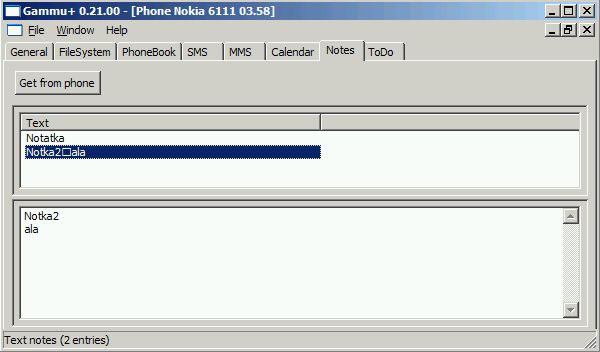 Gammu+ 0.21.00 - [Phone Nokia 6111 03.58]
File Window Help
General FileSystem PhoneBook SMS MMS Calendar Notes ToDo
Get from phone
Text
Notatka
Notka2□ala
Notka2
ala
Text notes (2 entries)